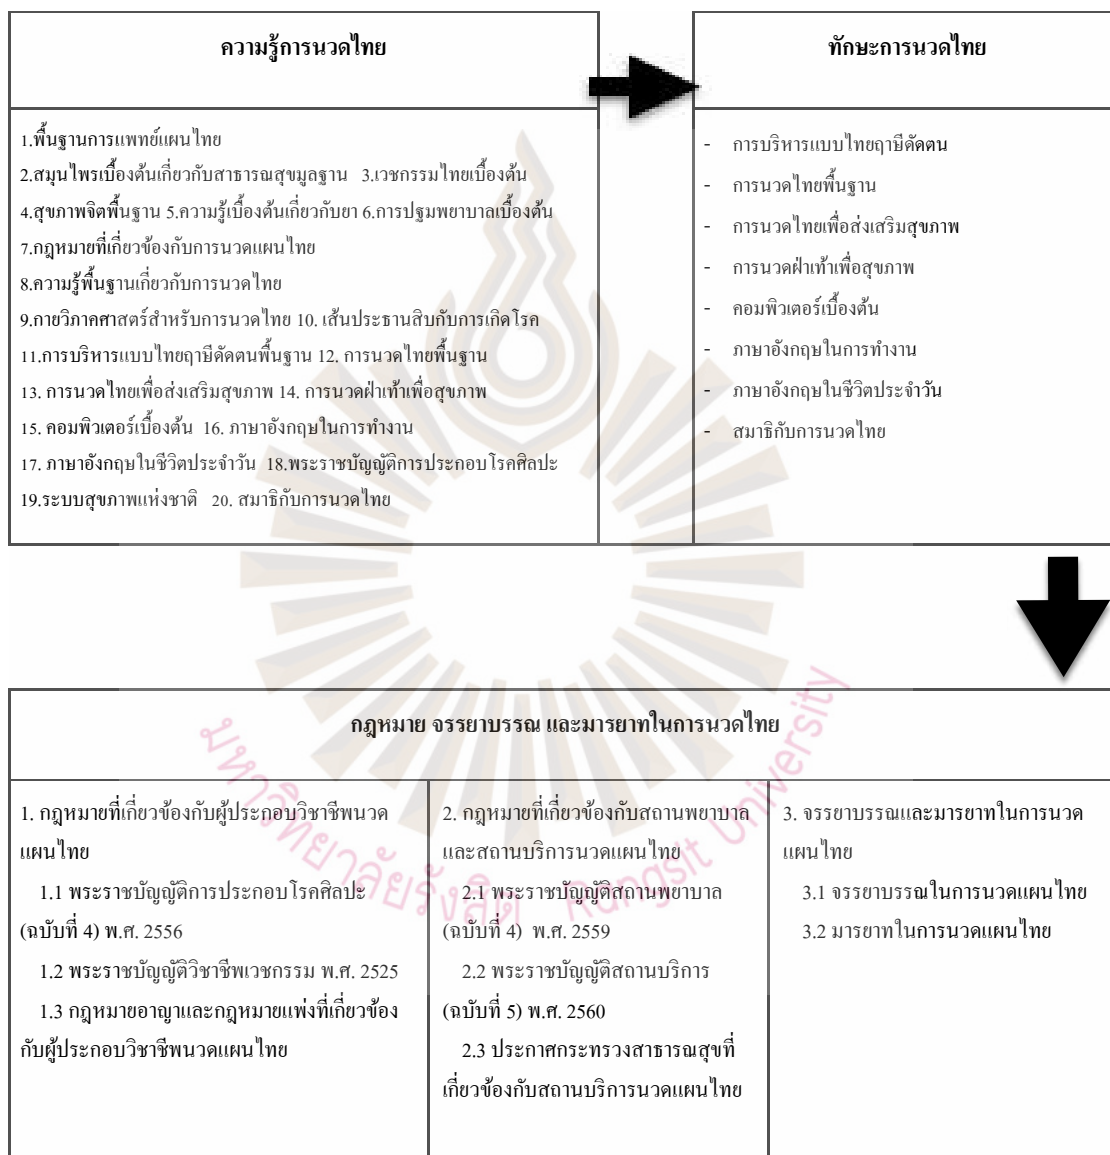 ความรู้การนวดไทย
1.พื้นฐานการแพทย์แผนไทย
2.สมุนไพรเบื้องต้นเกี่ยวกับสาธารณสุขมูลฐาน 3.เวชกรรมไทยเบื้องต้น
4.สุขภาพจิตพื้นฐาน 5.ความรู้เบื้องต้นเกี่ยวกับยา 6.การปฐมพยาบาลเบื้องต้น
7.กฎหมายที่เกี่ยวข้องกับการนวดแผนไทย
8.ความรู้พื้นฐานเกี่ยวกับการนวดไทย
9.กายวิภาคศาสตร์สำหรับการนวดไทย 10. เส้นประธานสิบกับการเกิดโรค
11.การบริหารแบบไทยฤาษีดัดตนพื้นฐาน 12. การนวดไทยพื้นฐาน
13. การนวดไทยเพื่อส่งเสริมสุขภาพ 14. การนวดฝ่าเท้าเพื่อสุขภาพ
15. คอมพิวเตอร์เบื้องต้น 16. ภาษาอังกฤษในการทำงาน
17. ภาษาอังกฤษในชีวิตประจำวัน 18.พระราชบัญญัติการประกอบโรคศิลปะ
19.ระบบสุขภาพแห่งชาติ 20. สมาธิกับการนวดไทย
ทักษะการนวดไทย
- การบริหารแบบไทยฤาษีดัดตน
- การนวดไทยพื้นฐาน
- การนวดไทยเพื่อส่งเสริมสุขภาพ
- การนวดฝ่าเท้าเพื่อสุขภาพ
- คอมพิวเตอร์เบื้องต้น
- ภาษาอังกฤษในการทำงาน
- ภาษาอังกฤษในชีวิตประจำวัน
- สมาธิกับการนวดไทย
กฎหมาย จรรยาบรรณ และมารยาทในการนวดไทย
1. กฎหมายที่เกี่ยวข้องกับผู้ประกอบวิชาชีพนวด
แผนไทย
1.1 พระราชบัญญัติการประกอบโรคศิลปะ
(ฉบับที่ 4) พ.ศ. 2556
1.2 พระราชบัญญัติวิชาชีพเวชกรรม พ.ศ. 2525
1.3 กฎหมายอาญาและกฎหมายแพ่งที่เกี่ยวข้อง
กับผู้ประกอบวิชาชีพนวดแผนไทย
2. กฎหมายที่เกี่ยวข้องกับสถานพยาบาล
และสถานบริการนวดแผนไทย
2.1 พระราชบัญญัติสถานพยาบาล
(ฉบับที่ 4) พ.ศ. 2559
2.2 พระราชบัญญัติสถานบริการ
(ฉบับที่ 5) พ.ศ. 2560
2.3 ประกาศกระทรวงสาธารณสุขที่
เกี่ยวข้องกับสถานบริการนวดแผนไทย
3. จรรยาบรรณและมารยาทในการนวด
แผนไทย
3.1 จรรยาบรรณในการนวดแผนไทย
3.2 มารยาทในการนวดแผนไทย
มหาวิทยาลัยรังสิต Rangsit University